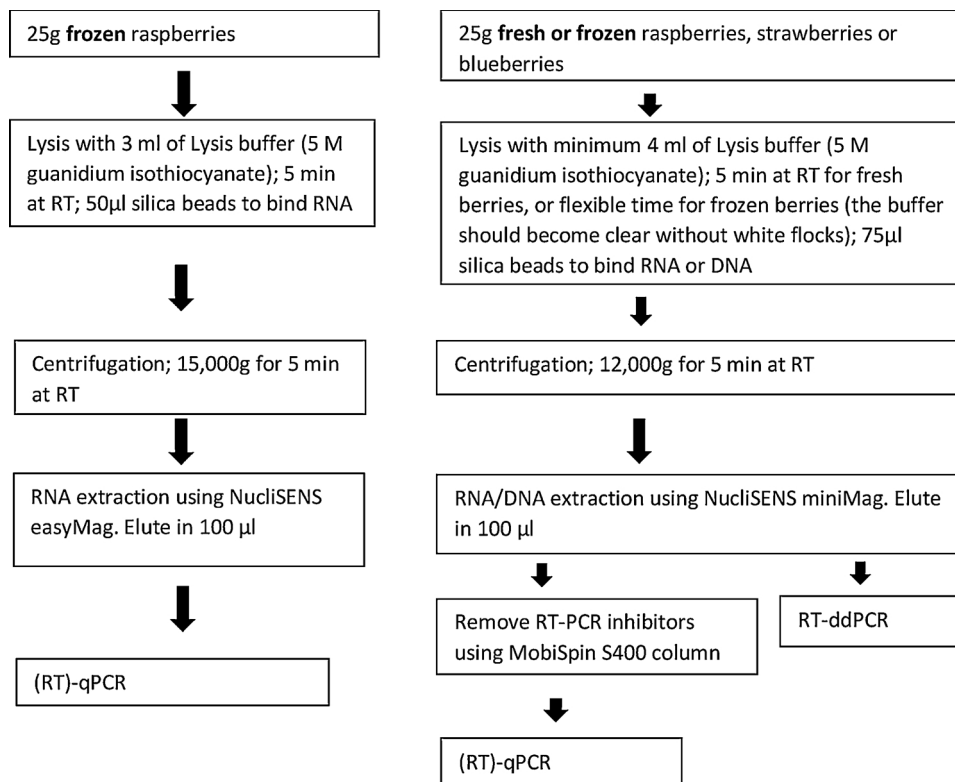 25g frozen raspberries
Lysis with 3 ml of Lysis buffer (5 M
guanidium isothiocyanate); 5 min
at RT; 50µl silica beads to bind RNA
Centrifugation; 15,000g for 5 min
at RT
RNA extraction using NucliSENS
easyMag. Elute in 100 µl
(RT)-qPCR
25g fresh or frozen raspberries, strawberries or
blueberries
Lysis with minimum 4 ml of Lysis buffer (5 M
guanidium isothiocyanate); 5 min at RT for fresh
berries, or flexible time for frozen berries (the buffer
should become clear without white flocks); 75µl
silica beads to bind RNA or DNA
Centrifugation; 12,000g for 5 min at RT
RNA/DNA extraction using NucliSENS miniMag. Elute
in 100 µl
Remove RT-PCR inhibitors
using MobiSpin S400 column
RT-ddPCR
(RT)-qPCR